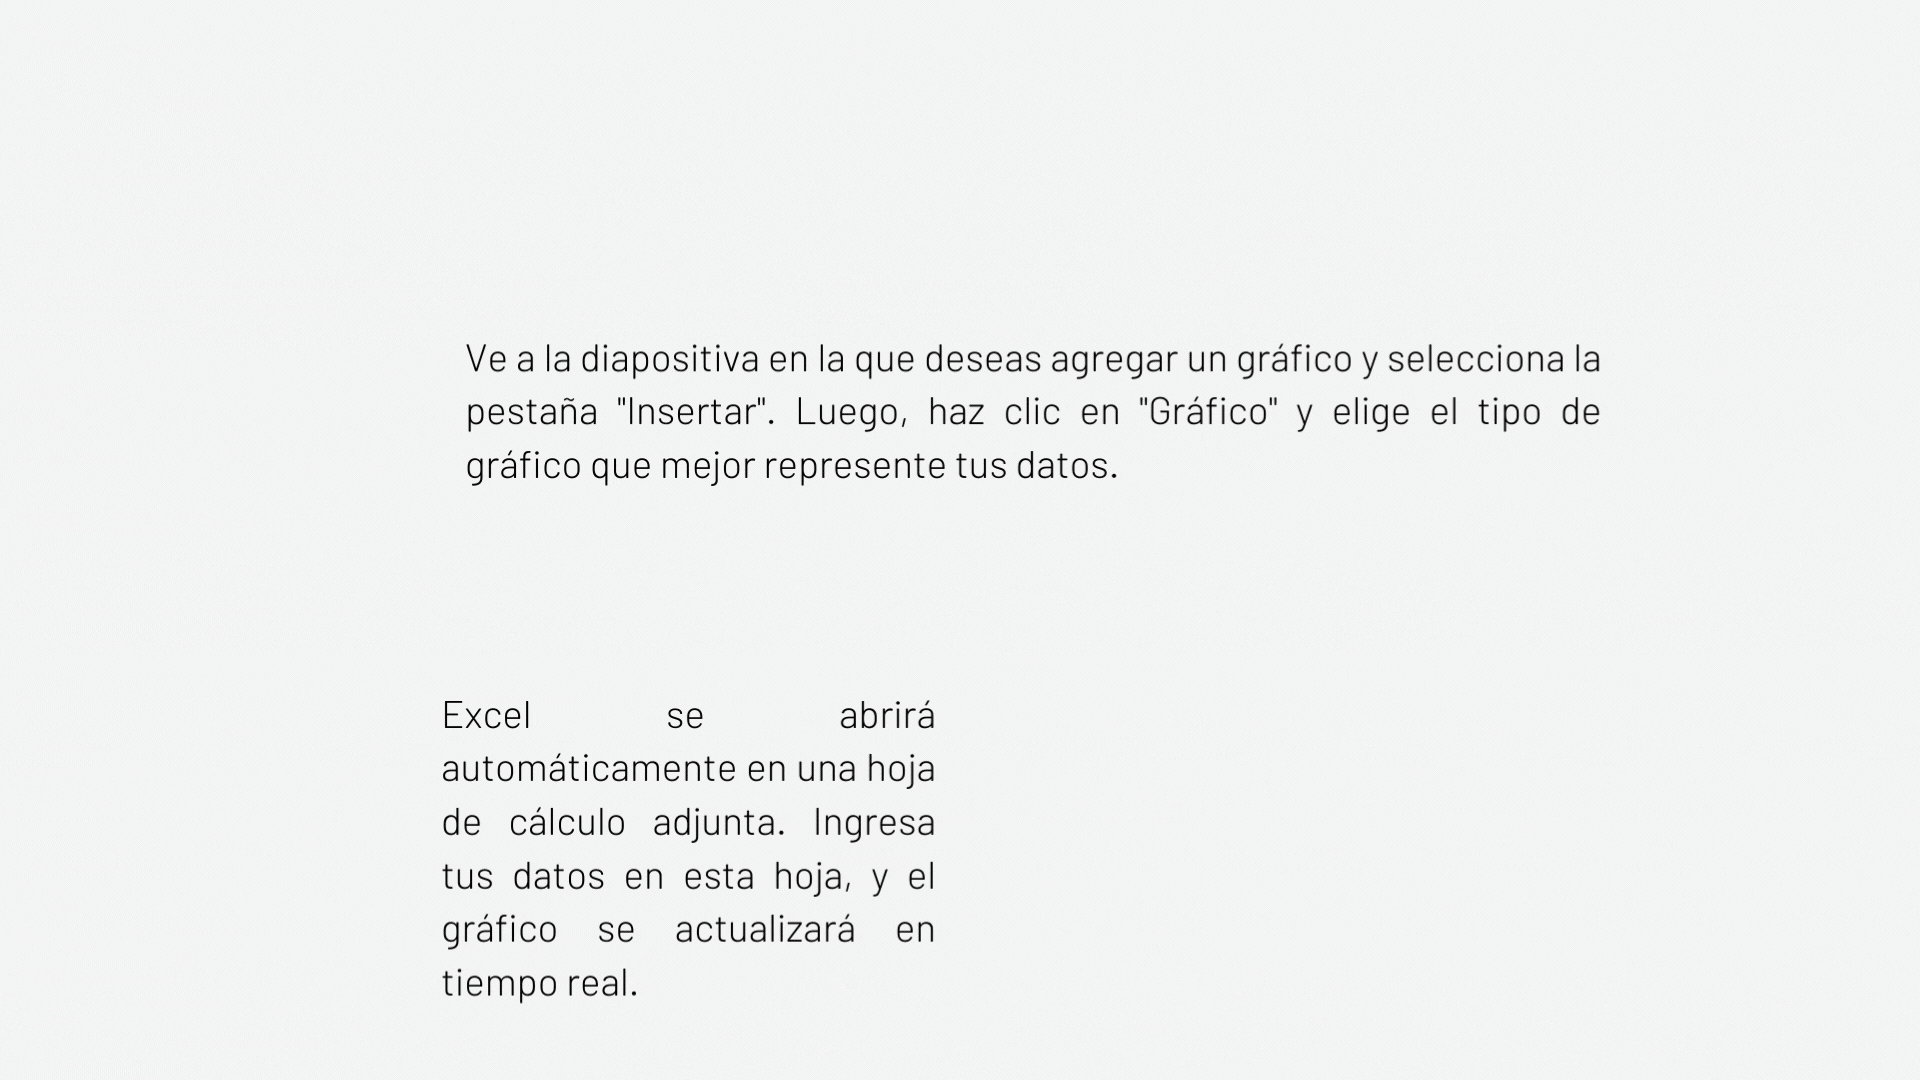 Ve a la diapositiva en la que deseas agregar un gráfico y selecciona la
pestaña "Insertar". Luego, haz clic en "Gráfico" y elige el tipo de
gráfico que mejor represente tus datos.
Excel se abrirá
automáticamente en una hoja
de cálculo adjunta. Ingresa
tus datos en esta hoja, y el
gráfico se actualizará en
tiempo real.